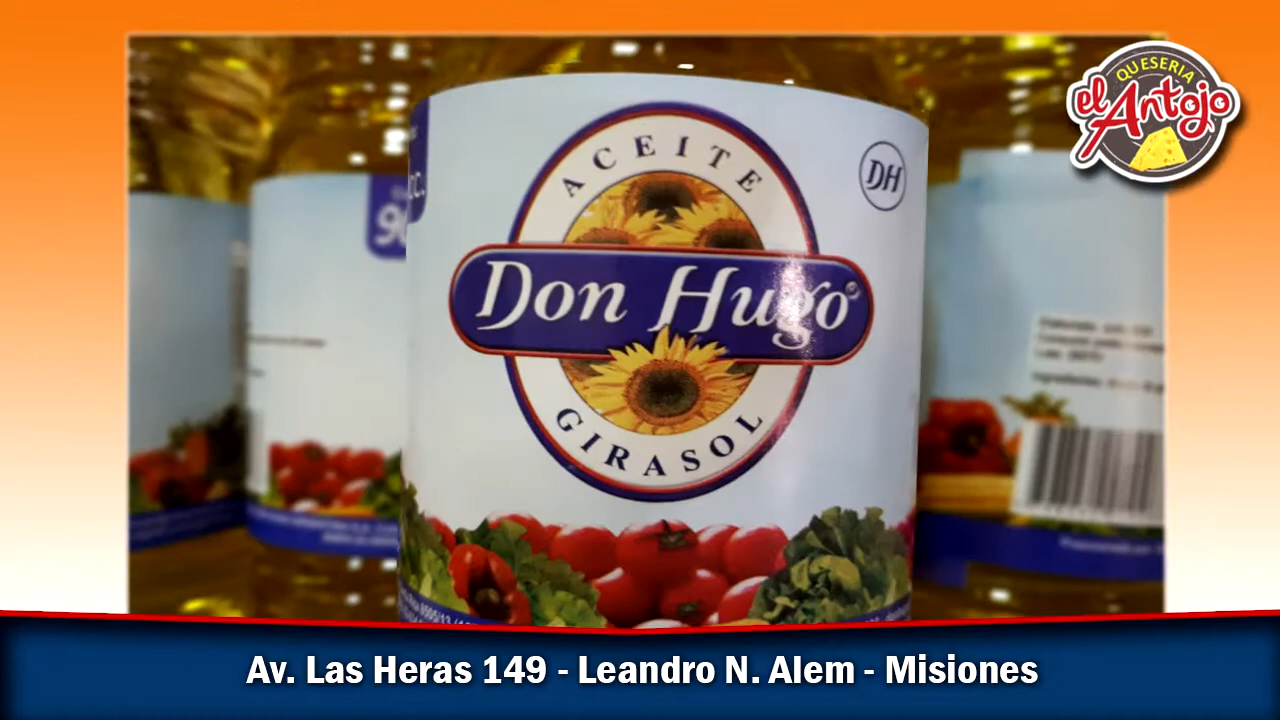 QUESERIA
el Antojo
ACEITE
DH
Don Hugo®
GIRASOL
Av. Las Heras 149 - Leandro N. Alem - Misiones